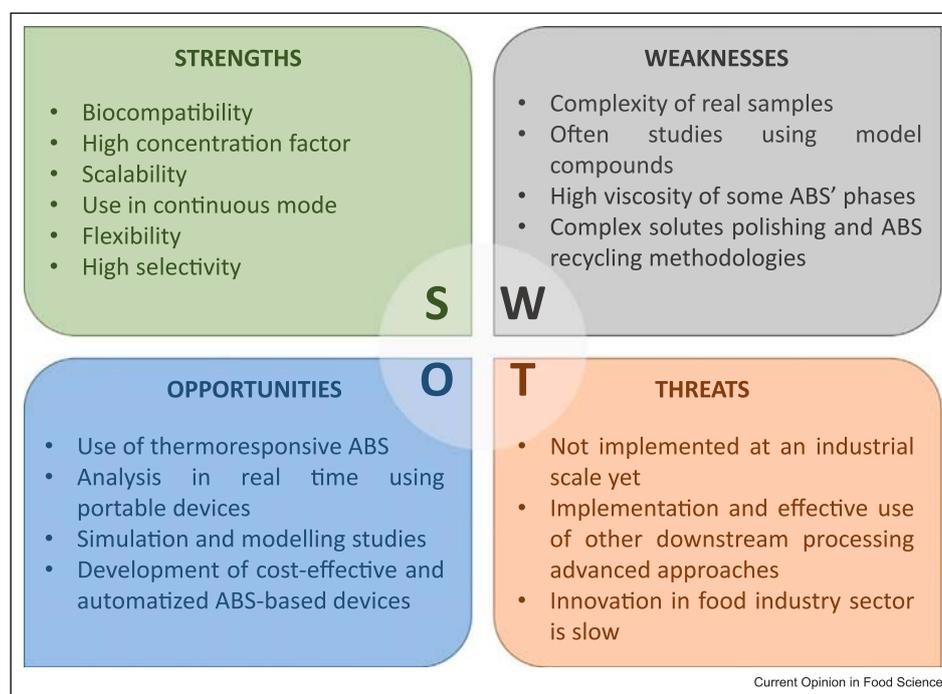 STRENGTHS
• Biocompatibility
• High concentration factor
• Scalability
• Use in continuous mode
• Flexibility
• High selectivity
S
WEAKNESSES
• Complexity of real samples
• Often studies using model
compounds
• High viscosity of some ABS’ phases
• Complex solutes polishing and ABS
recycling methodologies
W
OPPORTUNITIES
O
• Use of thermoresponsive ABS
• Analysis in real time using
portable devices
• Simulation and modelling studies
• Development of cost-effective and
automatized ABS-based devices
T
THREATS
• Not implemented at an industrial
scale yet
• Implementation and effective use
of other downstream processing
advanced approaches
• Innovation in food industry sector
is slow
Current Opinion in Food Science